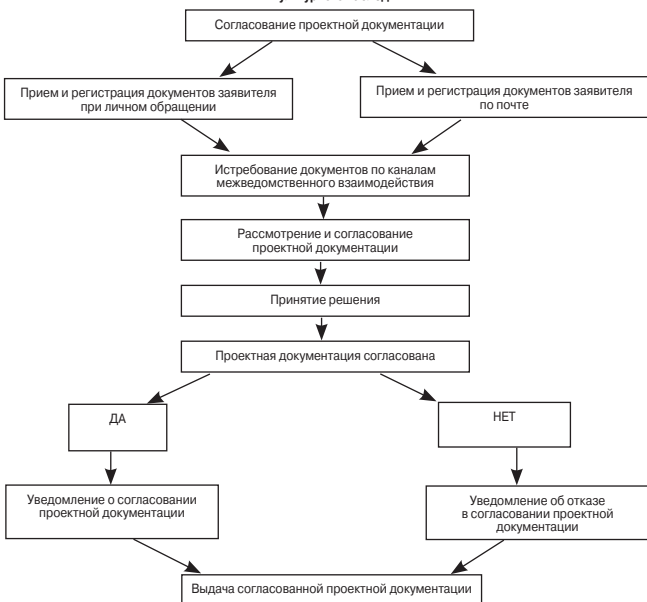 Согласование проектной документации
Прием и регистрация документов заявителя
при личном обращении
Прием и регистрация документов заявителя
по почте
Истребование документов по каналам
межведомственного взаимодействия
Рассмотрение и согласование
проектной документации
Принятие решения
Проектная документация согласована
ДА
НЕТ
Уведомление о согласовании
проектной документации
Уведомление об отказе
в согласовании проектной
документации
Выдача согласованной проектной документации